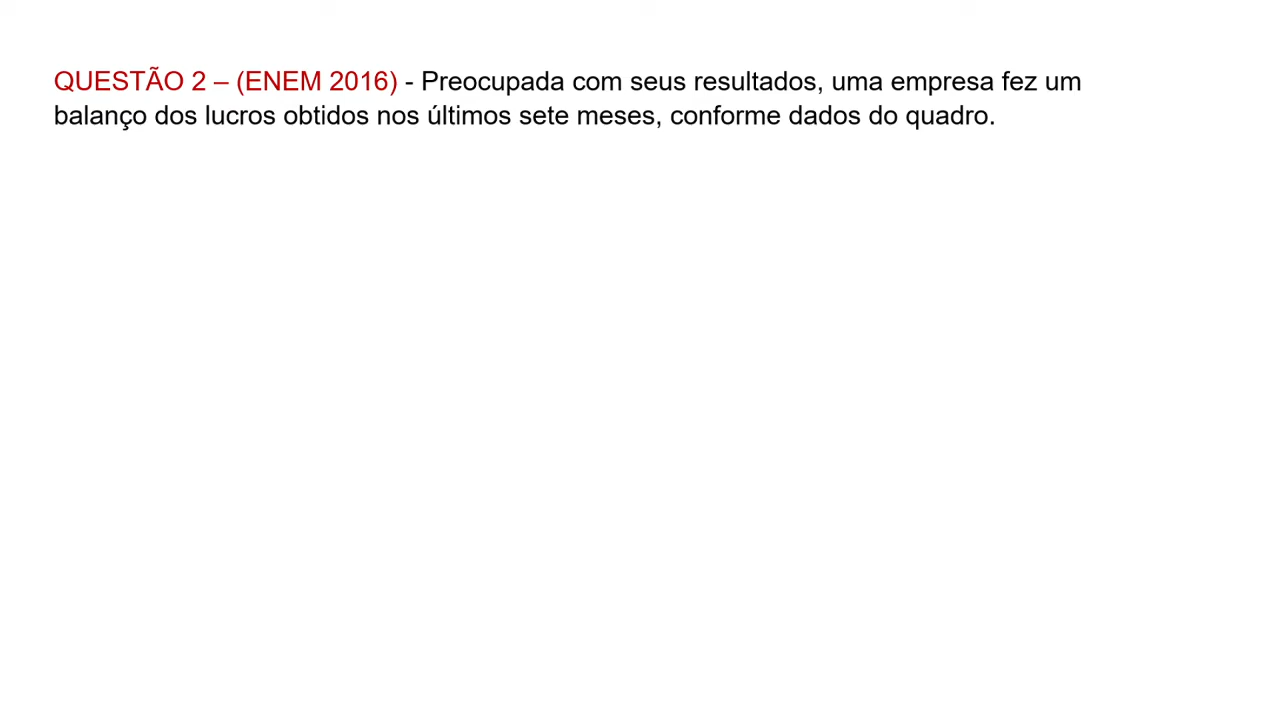 QUESTÃO 2 – (ENEM 2016) - Preocupada com seus resultados, uma empresa fez um
balanço dos lucros obtidos nos últimos sete meses, conforme dados do quadro.